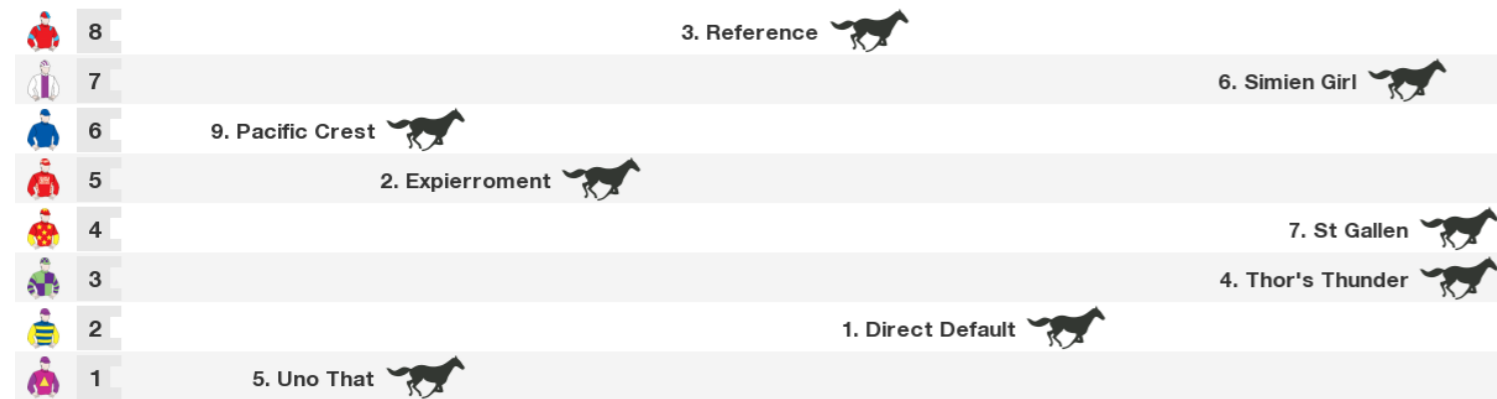 8 3. Reference
7 6. Simien Girl
6 9. Pacific Crest
5 2. Expierroment
4 7. St Gallen
3 4. Thor's Thunder
2 1. Direct Default
1 5. Uno That